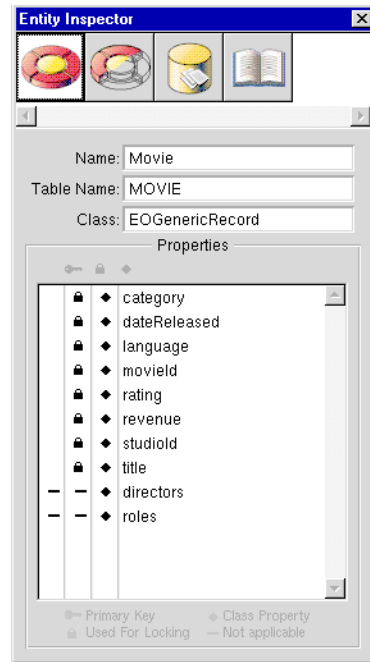 Entity Inspector
Name: Movie
Table Name: MOVIE
Class: EOGenericRecord
Properties
category
dateReleased
language
movieId
rating
revenue
studioId
title
directors
roles
Primary Key Class Property
Used For Locking Not applicable